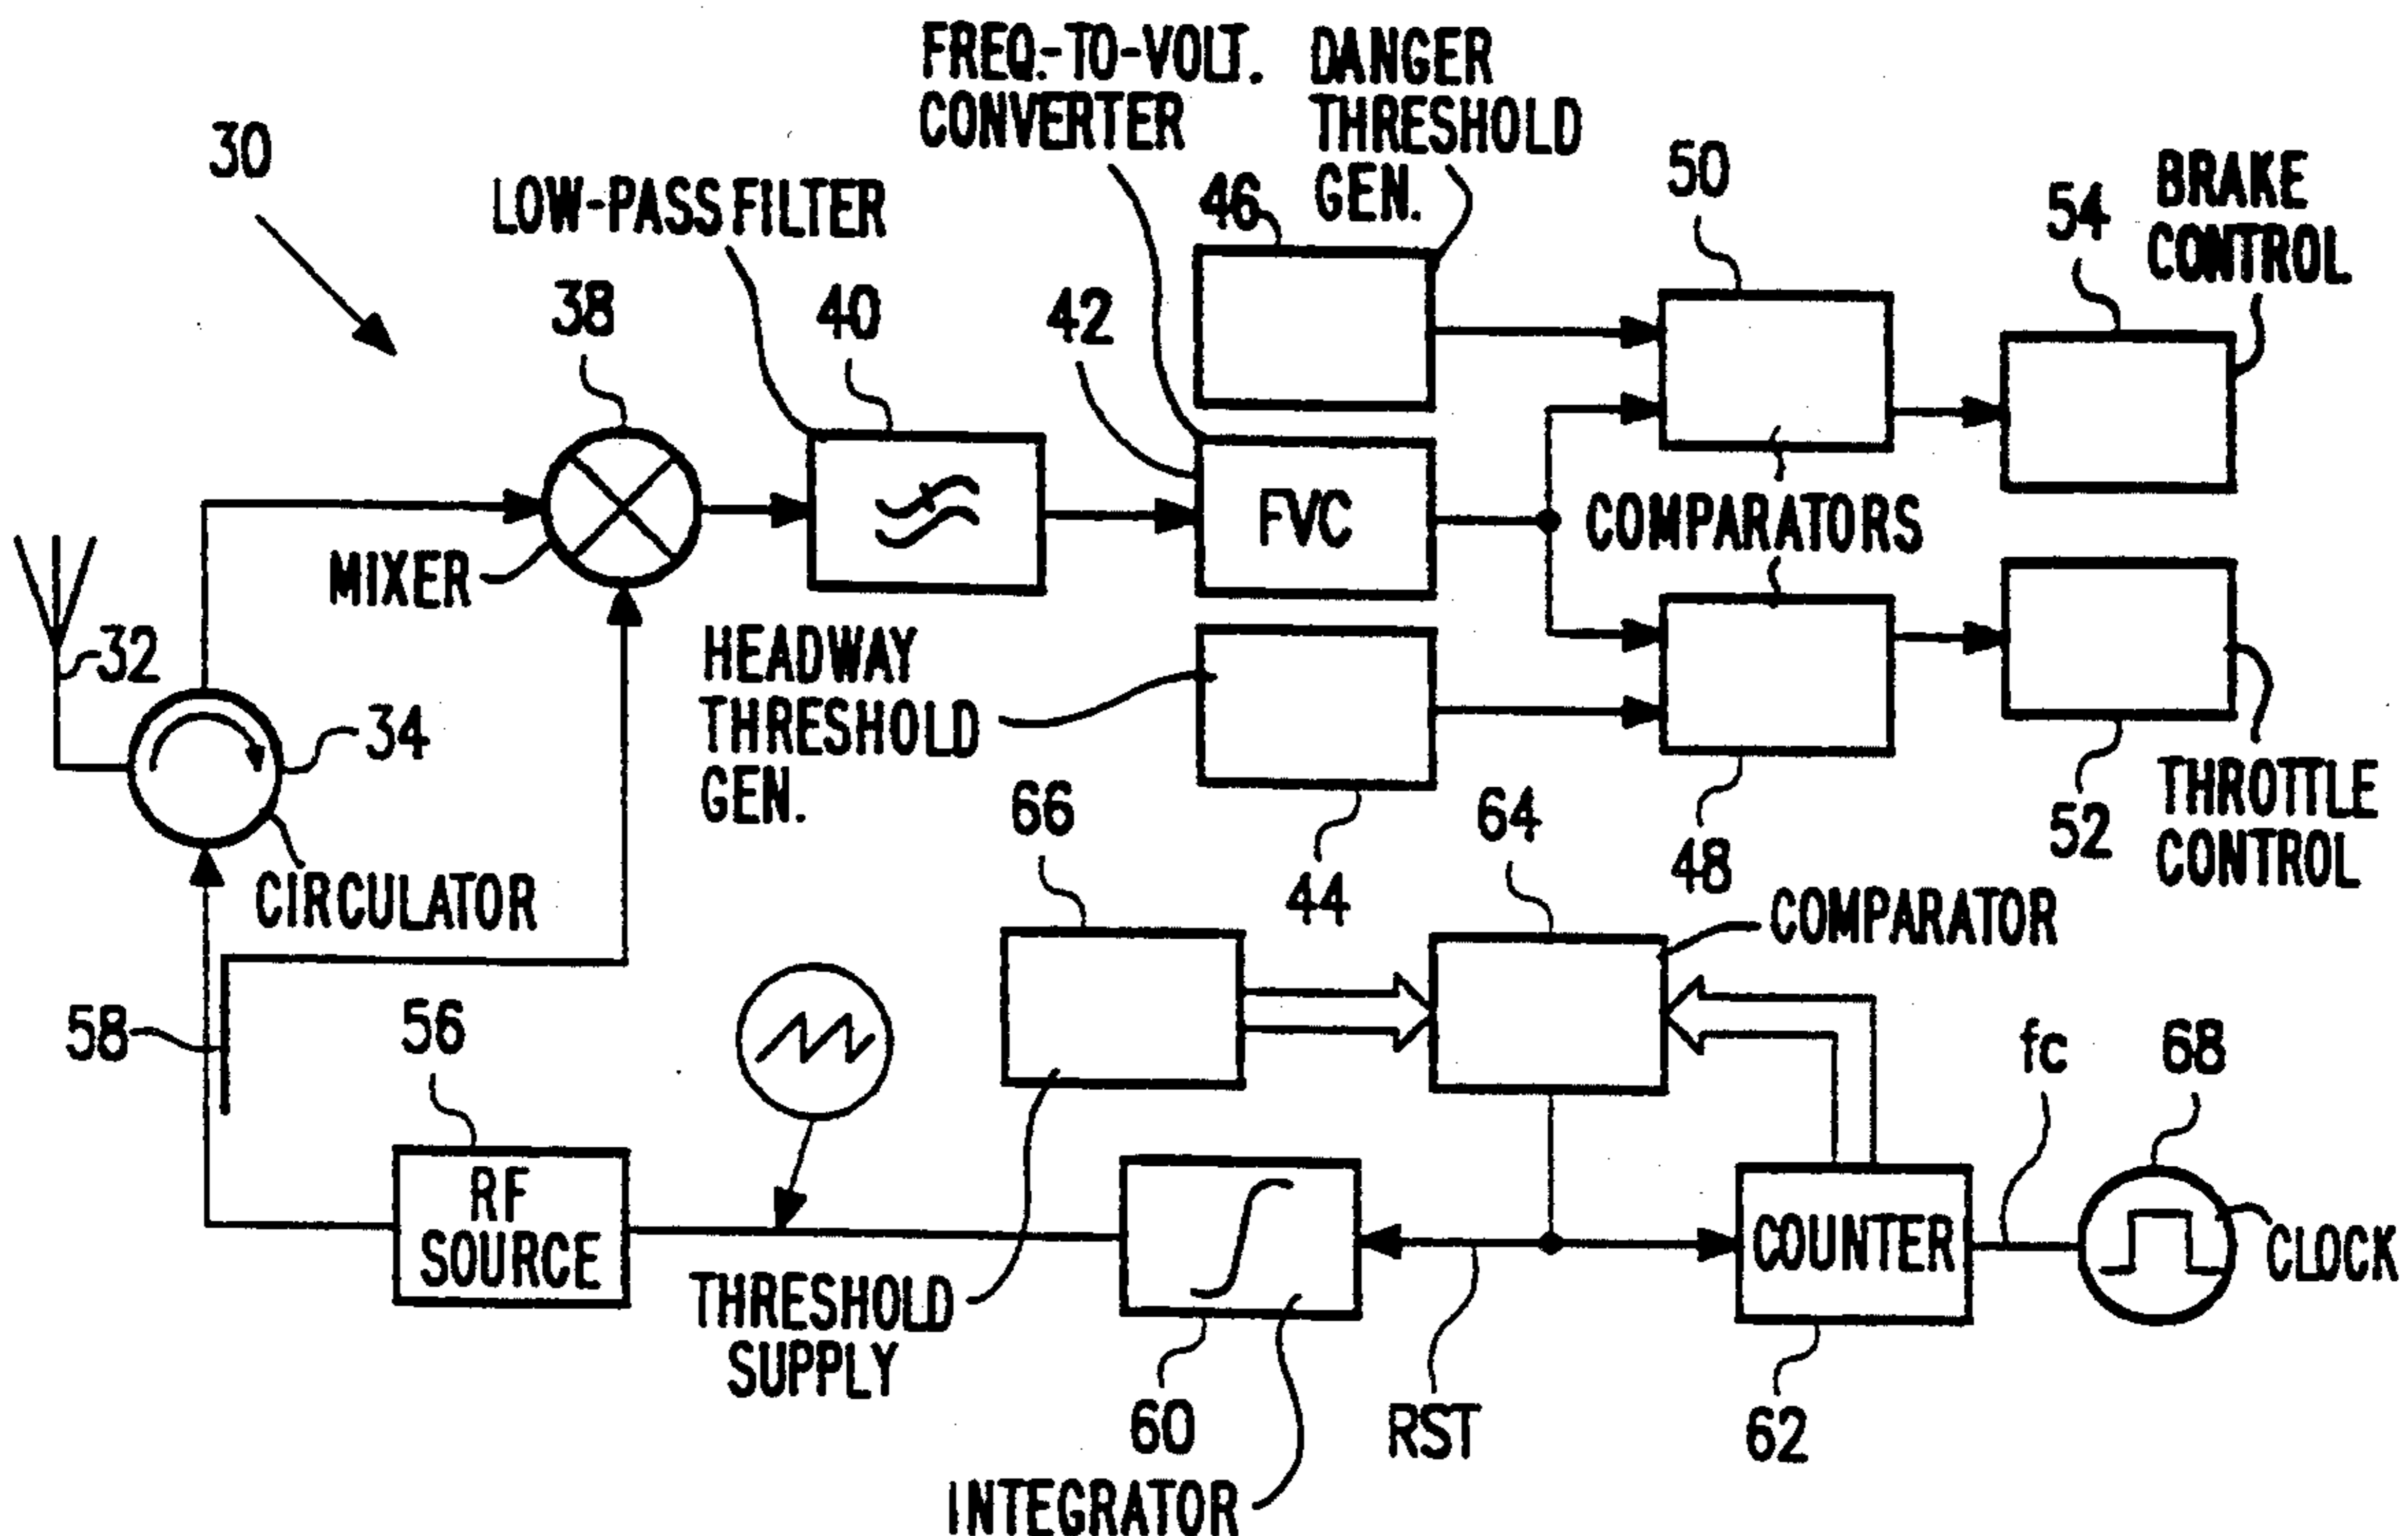 FREQ.-TO-VOLT.
CONVERTER
DANGER
THRESHOLD
GEN.
30
LOW-PASS FILTER
46
50
54
BRAKE
CONTROL
38
40
42
FVC
COMPARATORS
MIXER
32
34
HEADWAY
THRESHOLD
GEN.
44
48
52
THROTTLE
CONTROL
CIRCULATOR
66
64
COMPARATOR
58
56
fc
68
RF
SOURCE
THRESHOLD
SUPPLY
COUNTER
CLOCK
60
INTEGRATOR
RST
62